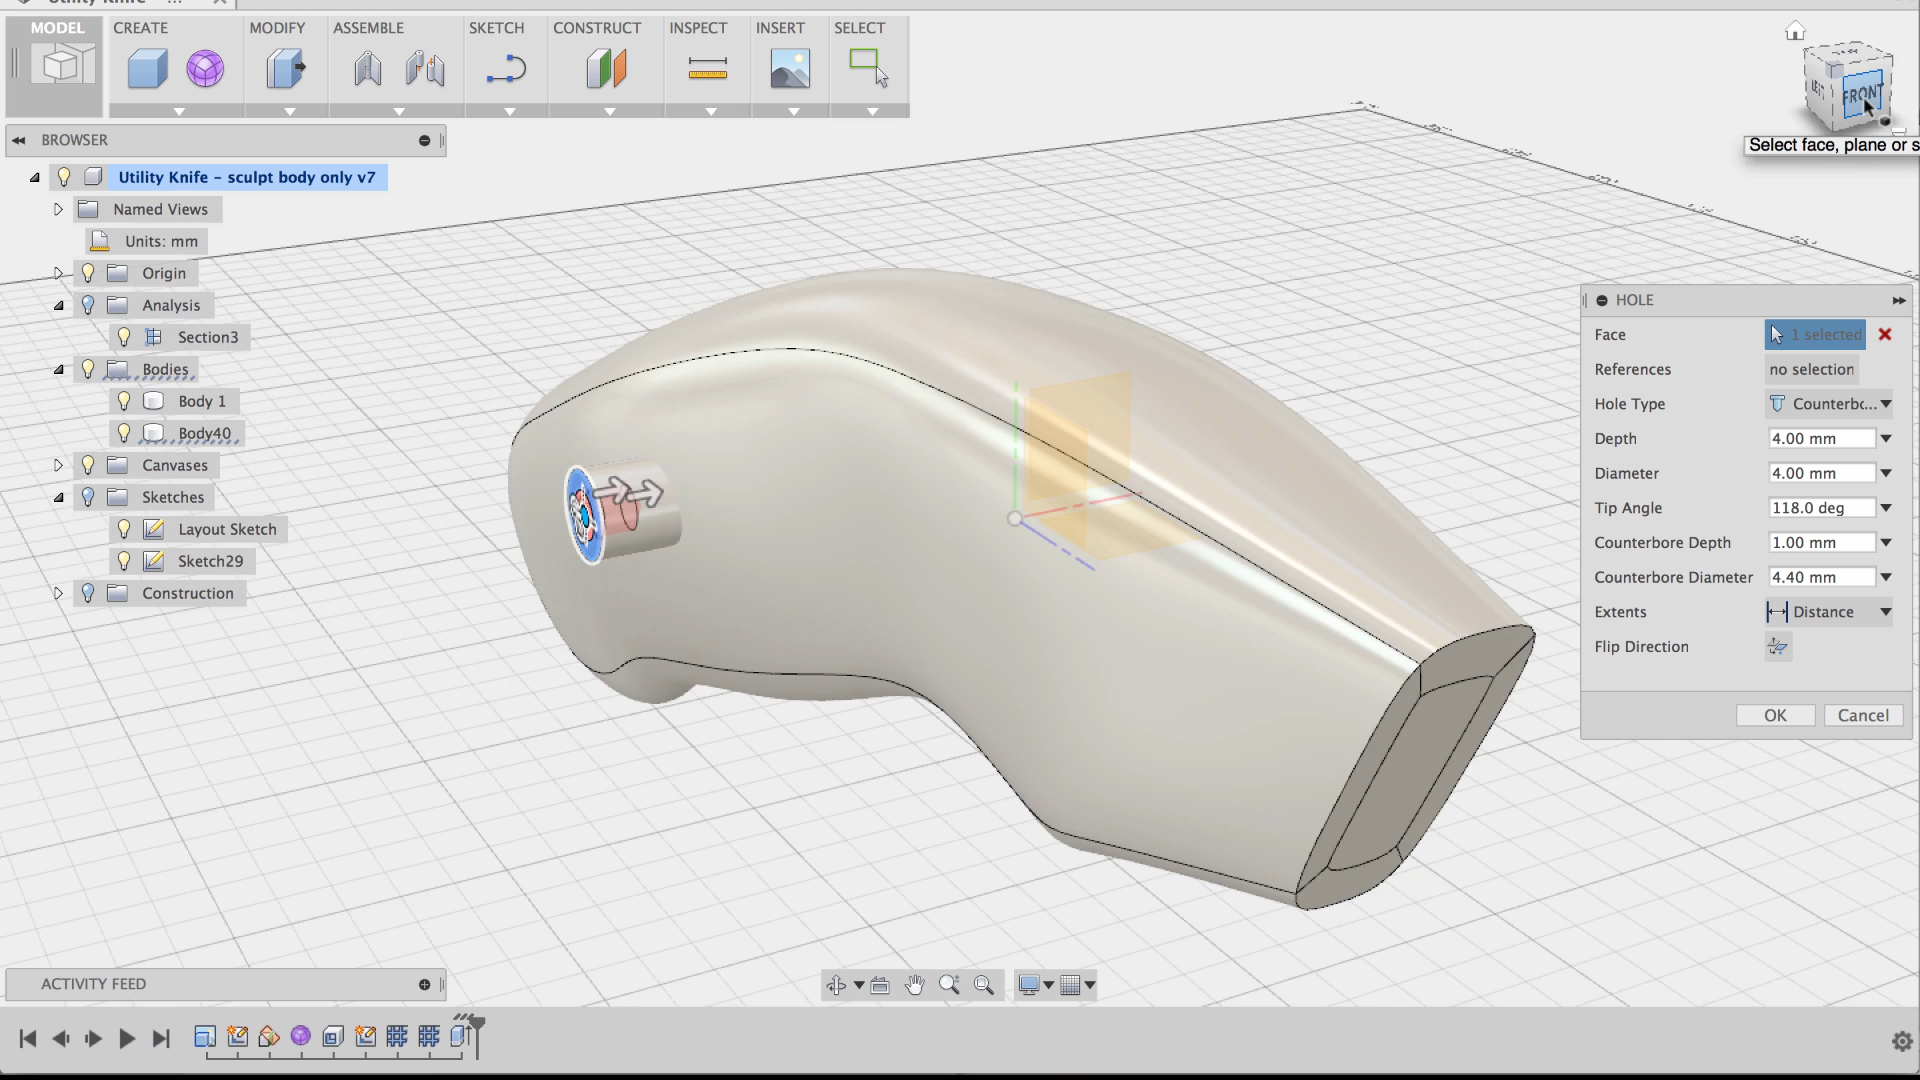 MODEL
CREATE
MODIFY
ASSEMBLE
SKETCH
CONSTRUCT
INSPECT
INSERT
SELECT
LEFT
FRONT
Select face, plane or s
BROWSER
Utility Knife - sculpt body only v7
Named Views
Units: mm
Origin
Analysis
Section3
Bodies
Body 1
Body40
Canvases
Sketches
Layout Sketch
Sketch29
Construction
HOLE
Face 1 selected
References no selection
Hole Type Counterbc...
Depth 4.00 mm
Diameter 4.00 mm
Tip Angle 118.0 deg
Counterbore Depth 1.00 mm
Counterbore Diameter 4.40 mm
Extents Distance
Flip Direction
OK Cancel
ACTIVITY FEED